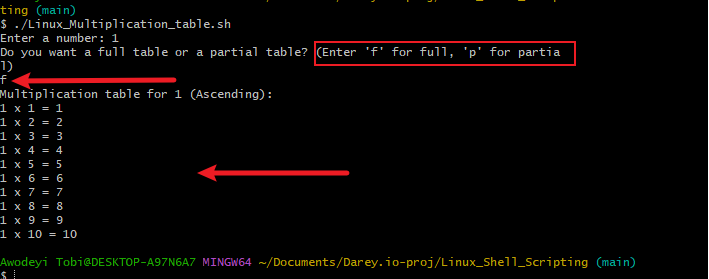 ting (main)
$ ./Linux_Multiplication_table.sh
Enter a number: 1
Do you want a full table or a partial table? (Enter 'f' for full, 'p' for partia
l)
f
Multiplication table for 1 (Ascending):
1 x 1 = 1
1 x 2 = 2
1 x 3 = 3
1 x 4 = 4
1 x 5 = 5
1 x 6 = 6
1 x 7 = 7
1 x 8 = 8
1 x 9 = 9
1 x 10 = 10
Awodeyi Tobi@DESKTOP-A97N6A7 MINGW64 ~/Documents/Darey.io-proj/Linux_Shell_Scripting (main)
$